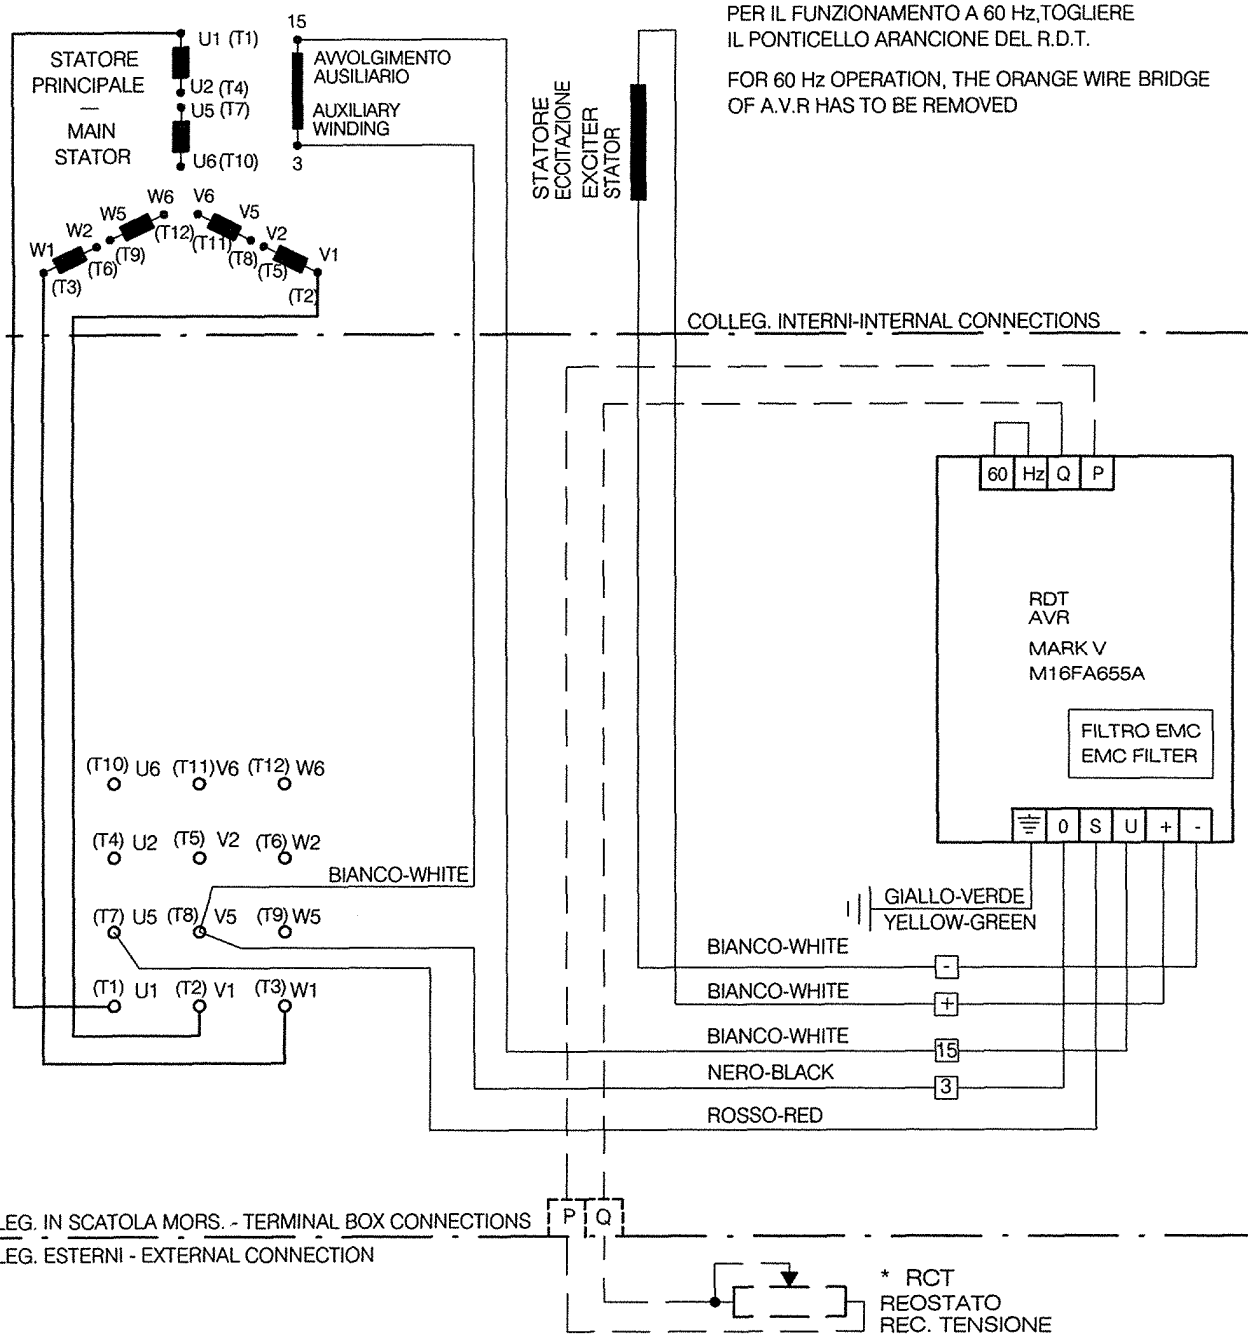 PER IL FUNZIONAMENTO A 60 Hz,TOGLIERE
IL PONTICELLO ARANCIONE DEL R.D.T.
FOR 60 Hz OPERATION, THE ORANGE WIRE BRIDGE
OF A.V.R HAS TO BE REMOVED
STATORE
PRINCIPALE
—
MAIN
STATOR
U1 (T1)
U2 (T4)
U5 (T7)
U6 (T10)
15
AVVOLGIMENTO
AUSILIARIO
AUXILIARY
WINDING
3
STATORE
ECCITAZIONE
EXCITER
STATOR
W6
W5
W2
W1
(T12)
(T9)
(T6)
(T3)
V6
V5
V2
V1
(T11)
(T8)
(T5)
(T2)
COLLEG. INTERNI-INTERNAL CONNECTIONS
60 Hz Q P
RDT
AVR
MARK V
M16FA655A
FILTRO EMC
EMC FILTER
0 S U + -
(T10) U6 (T11) V6 (T12) W6
(T4) U2 (T5) V2 (T6) W2
BIANCO-WHITE
(T7) U5 (T8) V5 (T9) W5
(T1) U1 (T2) V1 (T3) W1
GIALLO-VERDE
YELLOW-GREEN
BIANCO-WHITE -
BIANCO-WHITE +
BIANCO-WHITE 15
NERO-BLACK 3
ROSSO-RED
LEG. IN SCATOLA MORS. - TERMINAL BOX CONNECTIONS P Q
LEG. ESTERNI - EXTERNAL CONNECTION
* RCT
REOSTATO
REC. TENSIONE